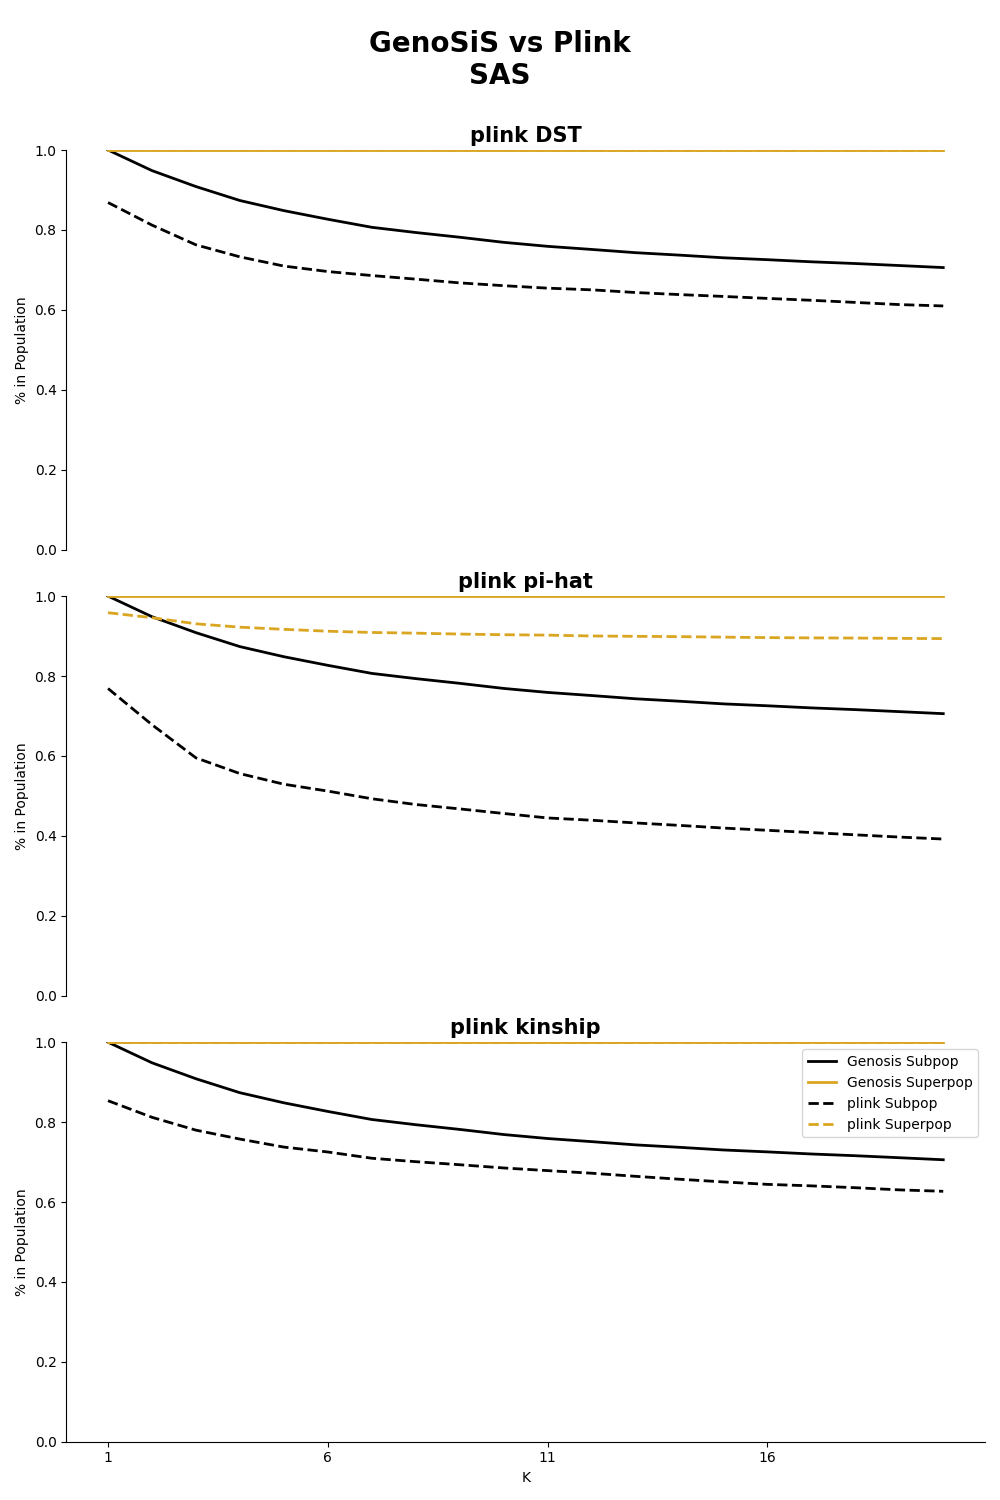 GenoSiS vs Plink
SAS
plink DST
1.0
0.8
0.6
0.4
0.2
0.0
% in Population
plink pi-hat
1.0
0.8
0.6
0.4
0.2
0.0
% in Population
plink kinship
1.0
0.8
0.6
0.4
0.2
0.0
% in Population
Genosis Subpop
Genosis Superpop
plink Subpop
plink Superpop
1 6 11 16
K